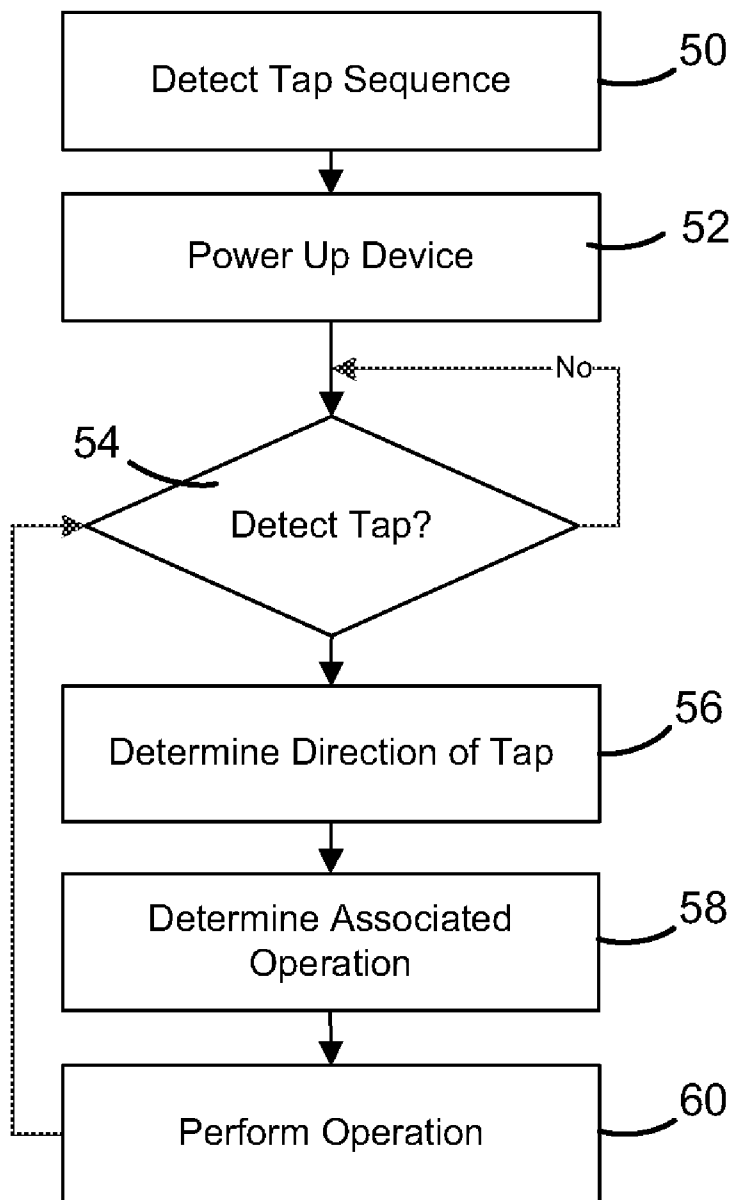 Detect Tap Sequence
50
Power Up Device
52
No
54
Detect Tap?
Determine Direction of Tap
56
Determine Associated
Operation
58
Perform Operation
60